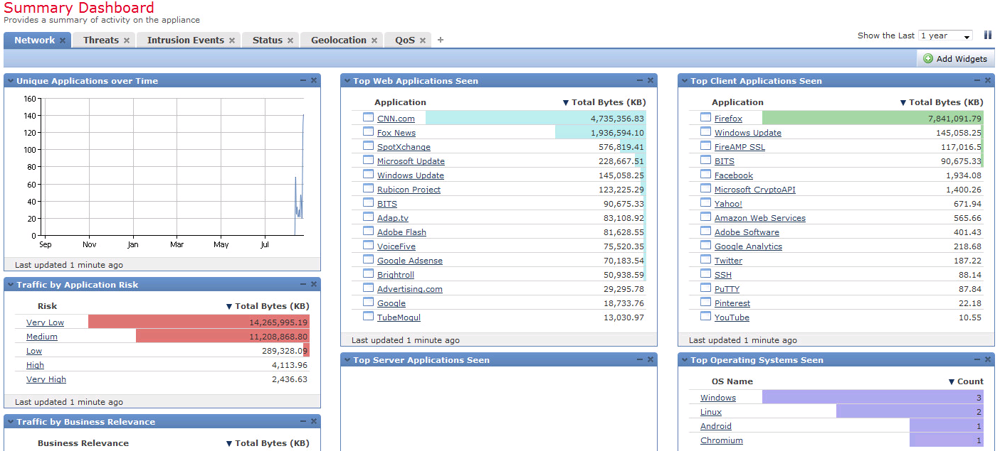 Summary Dashboard
Provides a summary of activity on the appliance
Network Threats Intrusion Events Status Geolocation QoS +
Show the Last 1 year
Add Widgets
Unique Applications over Time
160
140
120
100
80
60
40
20
0
Sep Nov Jan Mar May Jul
Last updated 1 minute ago
Traffic by Application Risk
Risk Total Bytes (KB)
Very Low 14,265,995.19
Medium 11,208,868.80
Low 289,328.09
High 4,113.96
Very High 2,436.63
Last updated 1 minute ago
Traffic by Business Relevance
Business Relevance Total Bytes (KB)
Top Web Applications Seen
Application Total Bytes (KB)
CNN.com 4,735,356.83
Fox News 1,936,594.10
SpotXchange 576,819.41
Microsoft Update 228,667.51
Windows Update 145,058.25
Rubicon Project 123,225.29
BITS 90,675.33
Adap.tv 83,108.92
Adobe Flash 81,628.55
VoiceFive 75,520.35
Google Adsense 70,183.54
Brightroll 50,938.59
Advertising.com 29,295.78
Google 18,733.76
TubeMogul 13,030.97
Last updated 1 minute ago
Top Server Applications Seen
Top Client Applications Seen
Application Total Bytes (KB)
Firefox 7,841,091.79
Windows Update 145,058.25
FireAMP SSL 117,016.5
BITS 90,675.33
Facebook 1,934.08
Microsoft CryptoAPI 1,400.26
Yahoo! 671.94
Amazon Web Services 565.66
Adobe Software 401.43
Google Analytics 218.68
Twitter 187.22
SSH 88.14
PuTTY 87.84
Pinterest 22.18
YouTube 10.55
Last updated 1 minute ago
Top Operating Systems Seen
OS Name Count
Windows 3
Linux 2
Android 1
Chromium 1